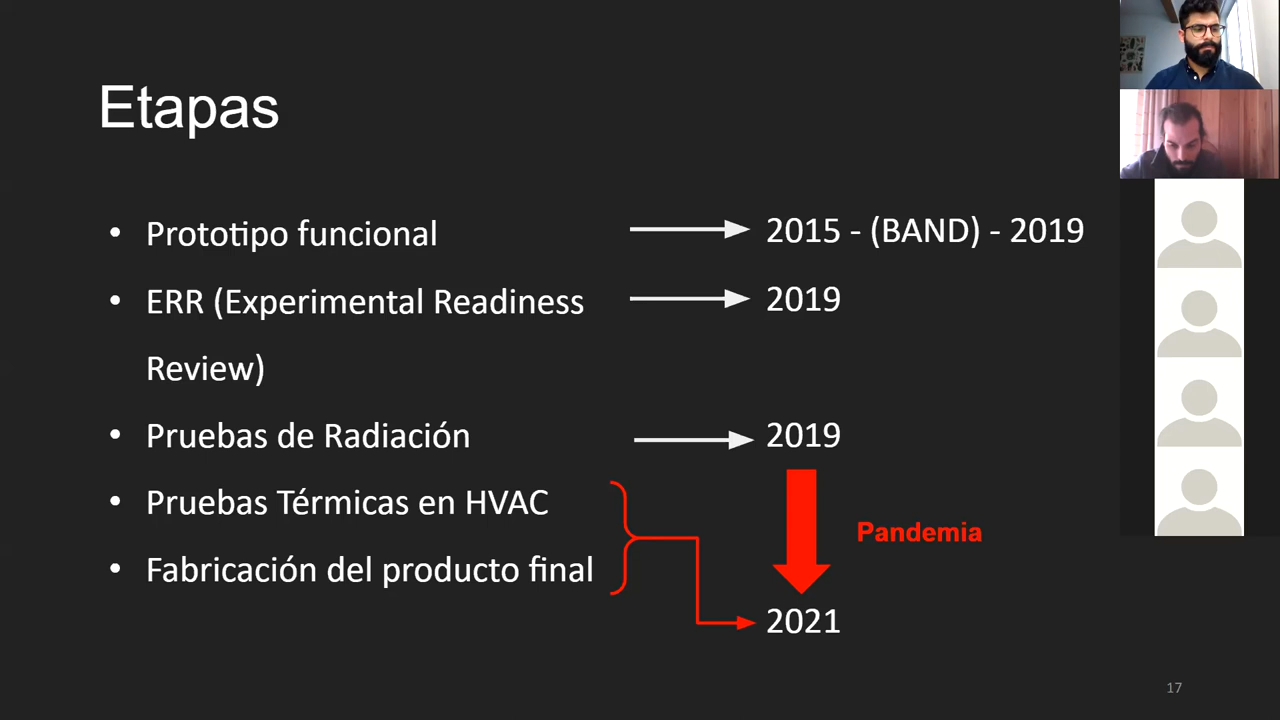 Etapas
• Prototipo funcional 2015 - (BAND) - 2019
• ERR (Experimental Readiness 2019
Review)
• Pruebas de Radiación 2019
• Pruebas Térmicas en HVAC
Pandemia
• Fabricación del producto final
2021
17